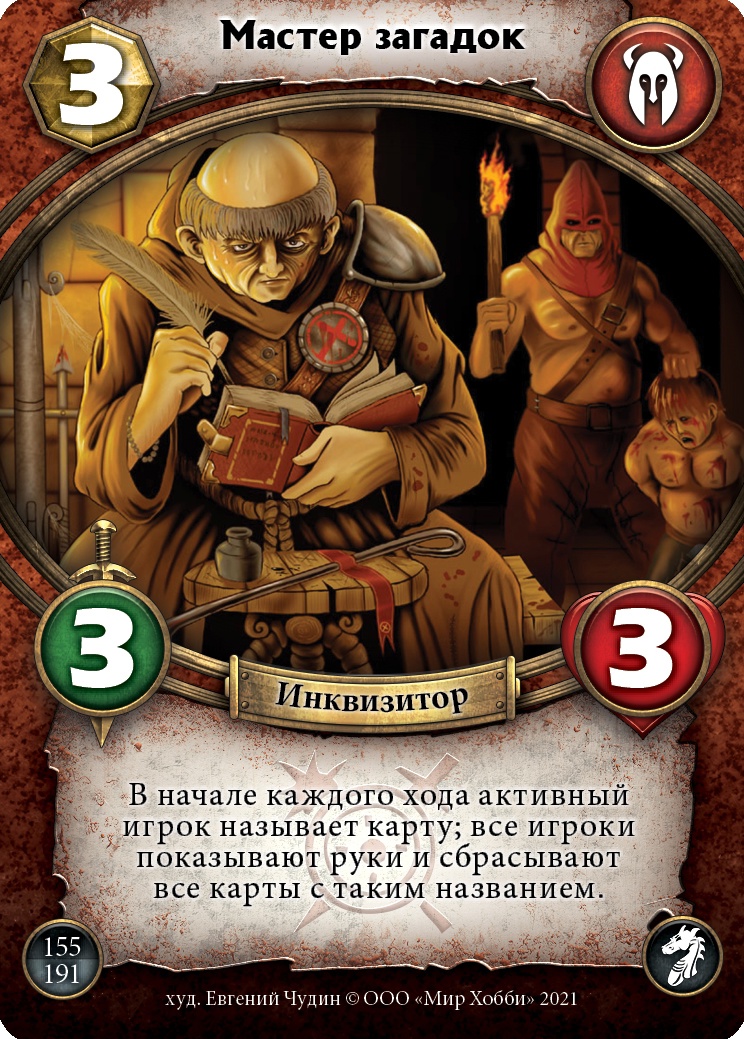 Мастер загадок
3
3
3
Инквизитор
В начале каждого хода активный
игрок называет карту; все игроки
показывают руки и сбрасывают
все карты с таким названием.
155
191
худ. Евгений Чудин © ООО «Мир Хобби» 2021